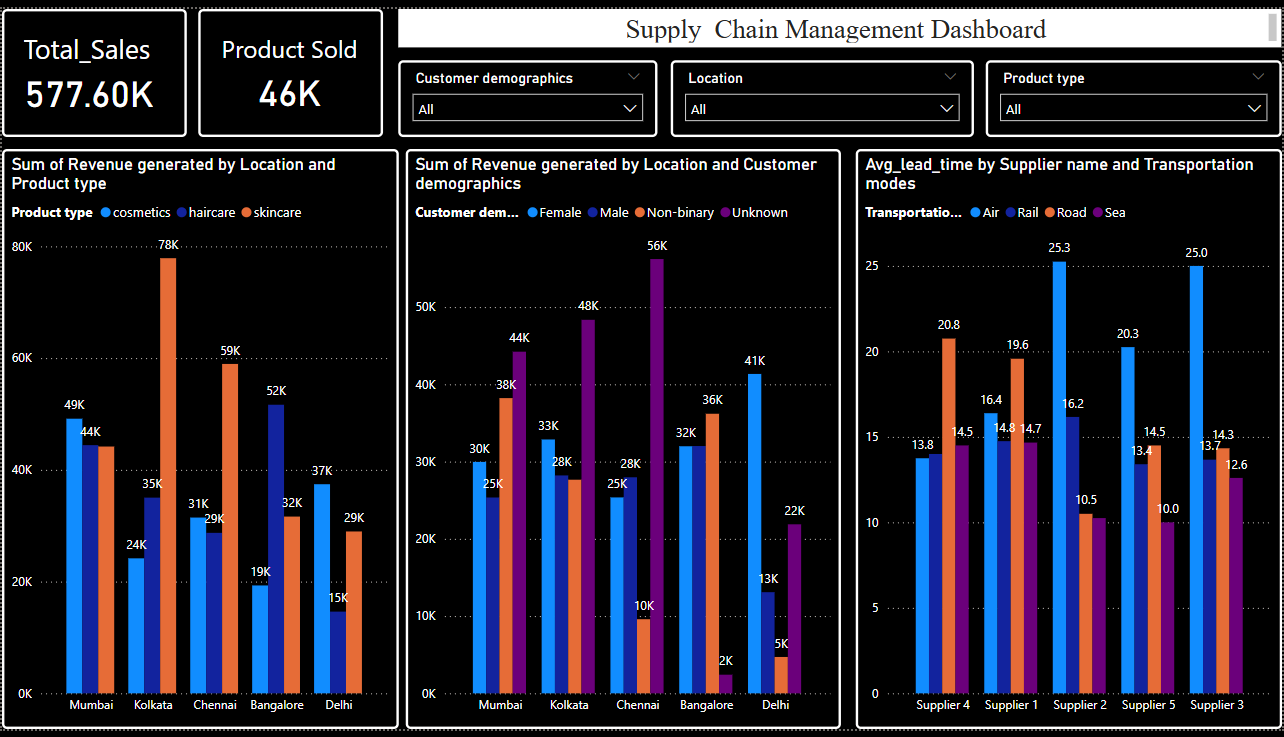 Total_Sales
577.60K
Product Sold
46K
Supply Chain Management Dashboard
Customer demographics
All
Location
All
Product type
All
Sum of Revenue generated by Location and
Product type
Product type cosmetics haircare skincare
80K
60K
40K
20K
0K
49K
44K
24K
35K
78K
31K
29K
59K
19K
52K
32K
37K
15K
29K
Mumbai Kolkata Chennai Bangalore Delhi
Sum of Revenue generated by Location and Customer
demographics
Customer dem... Female Male Non-binary Unknown
50K
40K
30K
20K
10K
0K
30K
25K
38K
44K
33K
28K
48K
25K
28K
10K
56K
32K
36K
2K
41K
13K
5K
22K
Mumbai Kolkata Chennai Bangalore Delhi
Avg_lead_time by Supplier name and Transportation
modes
Transportatio... Air Rail Road Sea
25
20
15
10
5
0
13.8
20.8
14.5
16.4
14.8
19.6
14.7
25.3
16.2
10.5
20.3
13.4
14.5
10.0
25.0
13.7
14.3
12.6
Supplier 4 Supplier 1 Supplier 2 Supplier 5 Supplier 3